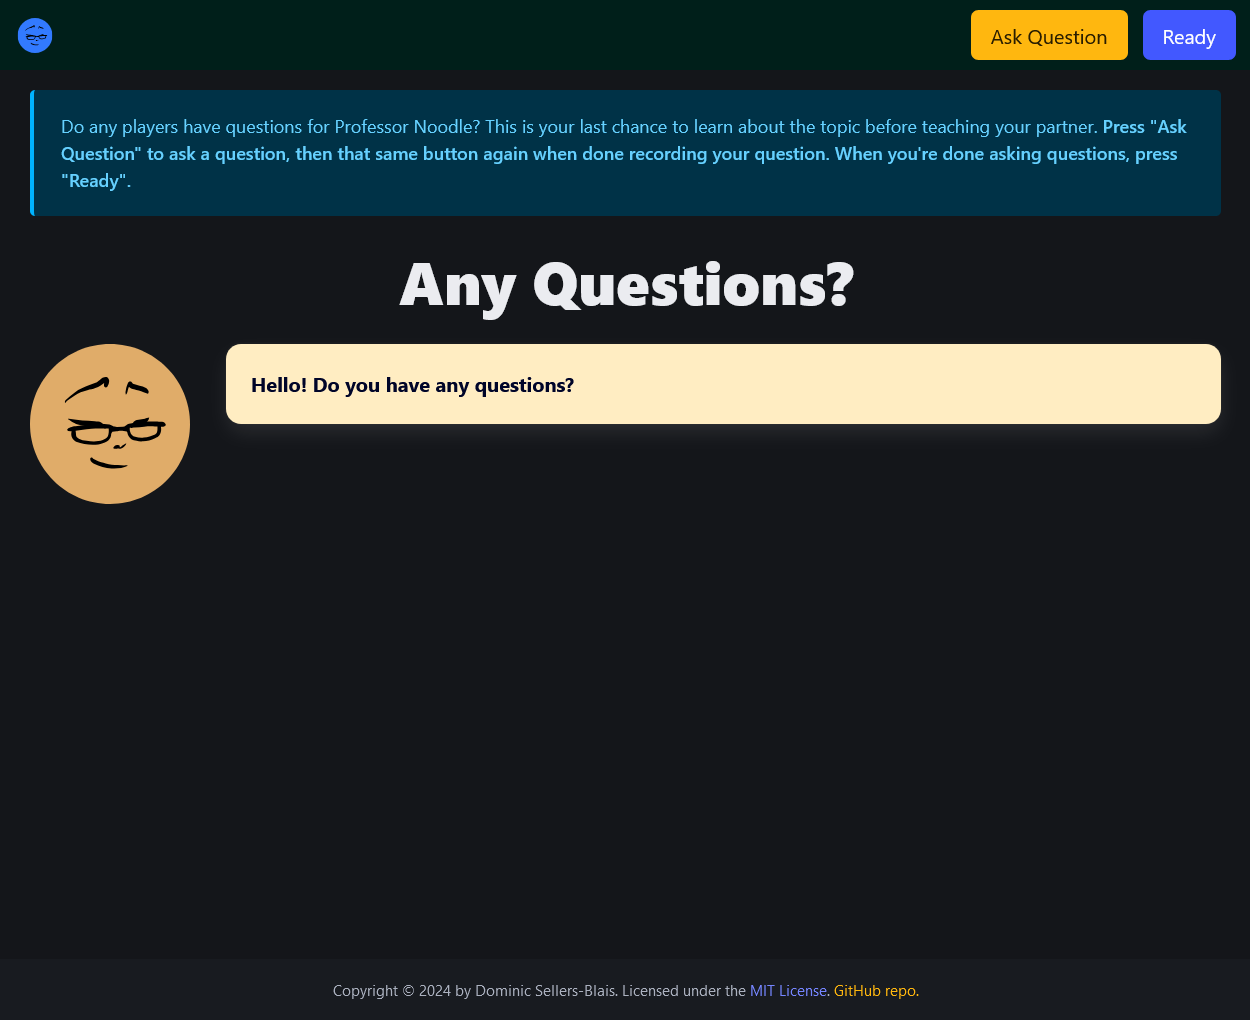 Ask Question
Ready
Do any players have questions for Professor Noodle? This is your last chance to learn about the topic before teaching your partner. Press "Ask
Question" to ask a question, then that same button again when done recording your question. When you're done asking questions, press
"Ready".
Any Questions?
Hello! Do you have any questions?
Copyright © 2024 by Dominic Sellers-Blais. Licensed under the MIT License. GitHub repo.